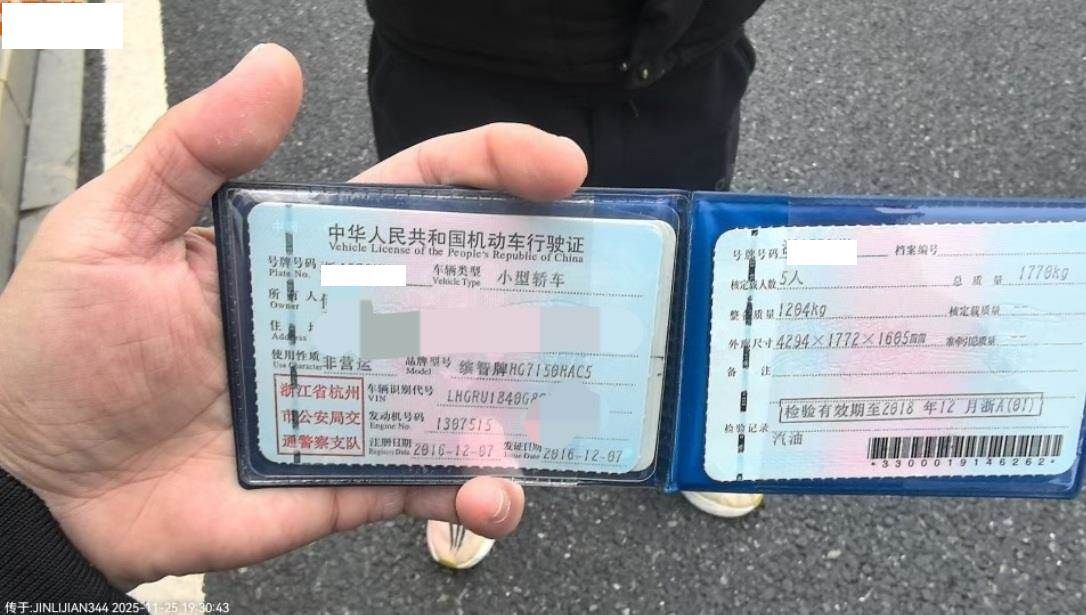 中华人民共和国机动车行驶证
Vehicle License of the People's Republic of China
号牌号码
Plate No.
车辆类型 小型轿车
Vehicle Type
所有人
Owner
住
Address
使用性质 非营运
Use Character
品牌型号 缤智牌HG7150HAC5
Model
浙江省杭州
市公安局交
通警察支队
车辆识别代号 LHGRU1840G8
VIN
发动机号码 1307515
Engine No.
注册日期 2016-12-07
Register Date
发证日期 2016-12-07
Issue Date
号牌号码
档案编号
核定载人数 5人
总质量 1770kg
整备质量 1204kg
核定载质量
外廓尺寸 4294×1772×1605mm
准牵引总质量
备 注
检验有效期至2018 年12 月浙A(01)
检验记录
汽油
*3300019146262*
传于:JINLIJIAN344 2025-11-25 19:30:43